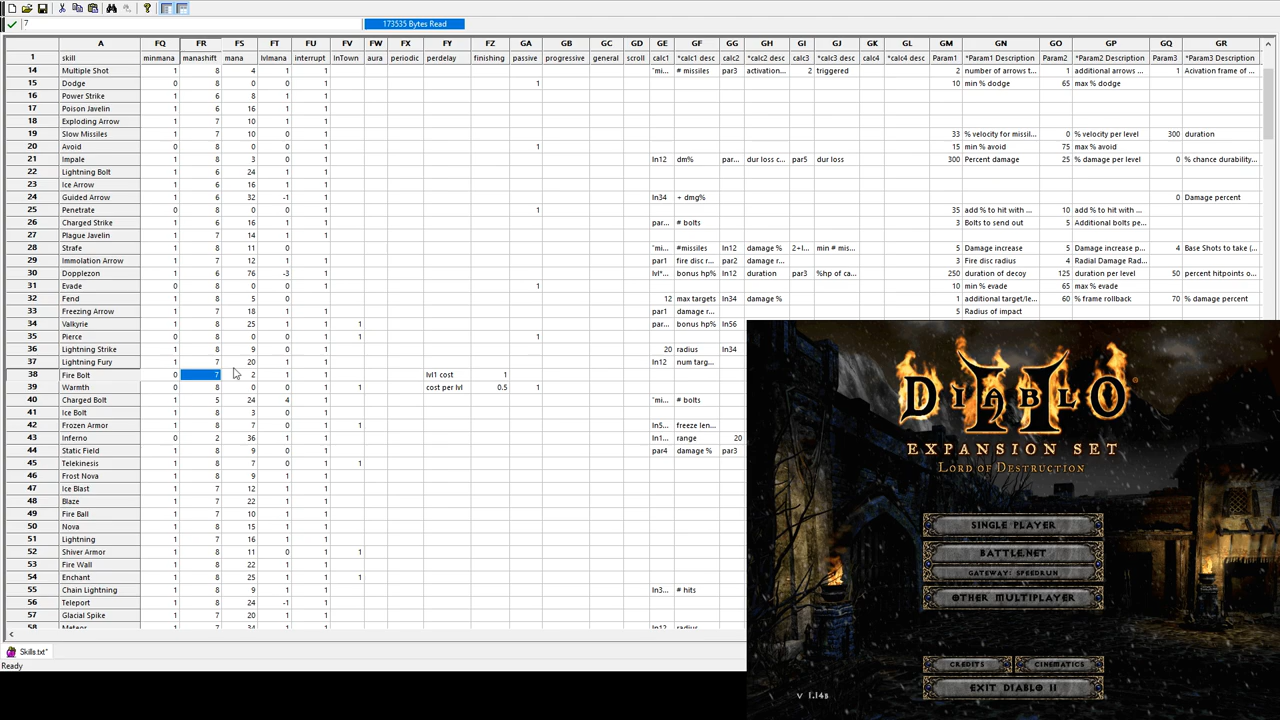 7 173535 Bytes Read
A FQ FR FS FT FU FV FW FX FY FZ GA GB GC GD GE GF GG GH GI GJ GK GL GM GN GO GP GQ GR
1 skill minmana manashift mana lvlmana interrupt InTown aura periodic perdelay finishing passive progressive general scroll calc1 *calc1 desc calc2 *calc2 desc calc3 *calc3 desc calc4 *calc4 desc Param1 *Param1 Description Param2 *Param2 Description Param3 *Param3 Description
14 Multiple Shot 1 8 4 1 1 "mi... # missiles par3 activation... 2 triggered 2 number of arrows t... 1 additional arrows ... 1 Acivation frame of ...
15 Dodge 0 8 0 0 1 10 min % dodge 65 max % dodge
16 Power Strike 1 6 8 1 1
17 Poison Javelin 1 6 16 1 1
18 Exploding Arrow 1 7 10 1 1
19 Slow Missiles 1 7 10 0 1 33 % velocity for missil... 0 % velocity per level 300 duration
20 Avoid 0 8 0 0 1 15 min % avoid 75 max % avoid
21 Impale 1 8 3 0 1 ln12 dm% par... dur loss c... par5 dur loss 300 Percent damage 25 % damage per level 0 % chance durability...
22 Lightning Bolt 1 6 24 1 1
23 Ice Arrow 1 6 16 1 1
24 Guided Arrow 1 6 32 -1 1 ln34 + dmg% 0 Damage percent
25 Penetrate 0 8 0 0 1 35 add % to hit with ... 10 add % to hit with ...
26 Charged Strike 1 6 16 1 1 par... # bolts 3 Bolts to send out 5 Additional bolts pe...
27 Plague Javelin 1 7 14 1 1
28 Strafe 1 8 11 0 "mi... #missiles ln12 damage % 2+l... min # mis... 5 Damage increase 5 Damage increase p... 4 Base Shots to take (...
29 Immolation Arrow 1 7 12 1 1 par1 fire disc r... par2 damage r... 3 Fire disc radius 4 Radial Damage Rad...
30 Dopplezon 1 6 76 -3 1 lvl*... bonus hp% ln12 duration par3 %hp of ca... 250 duration of decoy 125 duration per level 50 percent hitpoints o...
31 Evade 0 8 0 0 1 10 min % evade 65 max % evade
32 Fend 1 8 5 0 12 max targets ln34 damage % 1 additional target/le... 60 % frame rollback 70 % damage percent
33 Freezing Arrow 1 7 18 1 1 par1 damage r... 5 Radius of impact
34 Valkyrie 1 8 25 1 1 1 par... bonus hp% ln56
35 Pierce 1 8 0 0 1 1 1
36 Lightning Strike 1 8 9 0 1 20 radius ln34
37 Lightning Fury 1 7 20 1 1 ln12 num targ...
38 Fire Bolt 0 7 2 1 1 lvl1 cost 1
39 Warmth 0 8 0 0 1 1 cost per lvl 0.5 1
40 Charged Bolt 1 5 24 4 1 "mi... # bolts
41 Ice Bolt 1 8 3 0 1
42 Frozen Armor 1 8 7 0 1 1 ln5... freeze len...
43 Inferno 0 2 36 1 1 ln1... range 20
44 Static Field 1 8 9 0 1 par4 damage % par3
45 Telekinesis 1 8 7 0 1 1
46 Frost Nova 1 8 9 1 1
47 Ice Blast 1 7 12 1 1
48 Blaze 1 7 22 1 1
49 Fire Ball 1 7 10 1 1
50 Nova 1 8 15 1 1
51 Lightning 1 7 16 1 1
52 Shiver Armor 1 8 11 0 1 1
53 Fire Wall 1 8 22 1 1
54 Enchant 1 8 25 1 1
55 Chain Lightning 1 8 9 1 1 ln3... # hits
56 Teleport 1 8 24 -1 1
57 Glacial Spike 1 7 20 1 1
58 Meteor 1 7 34 1 1 ln12 radius
Skills.txt*
Ready
DIABLO II
EXPANSION SET
LORD OF DESTRUCTION
SINGLE PLAYER
BATTLE.NET
GATEWAY: SPEEDRUN
OTHER MULTIPLAYER
CREDITS CINEMATICS
EXIT DIABLO II
V 1.14B